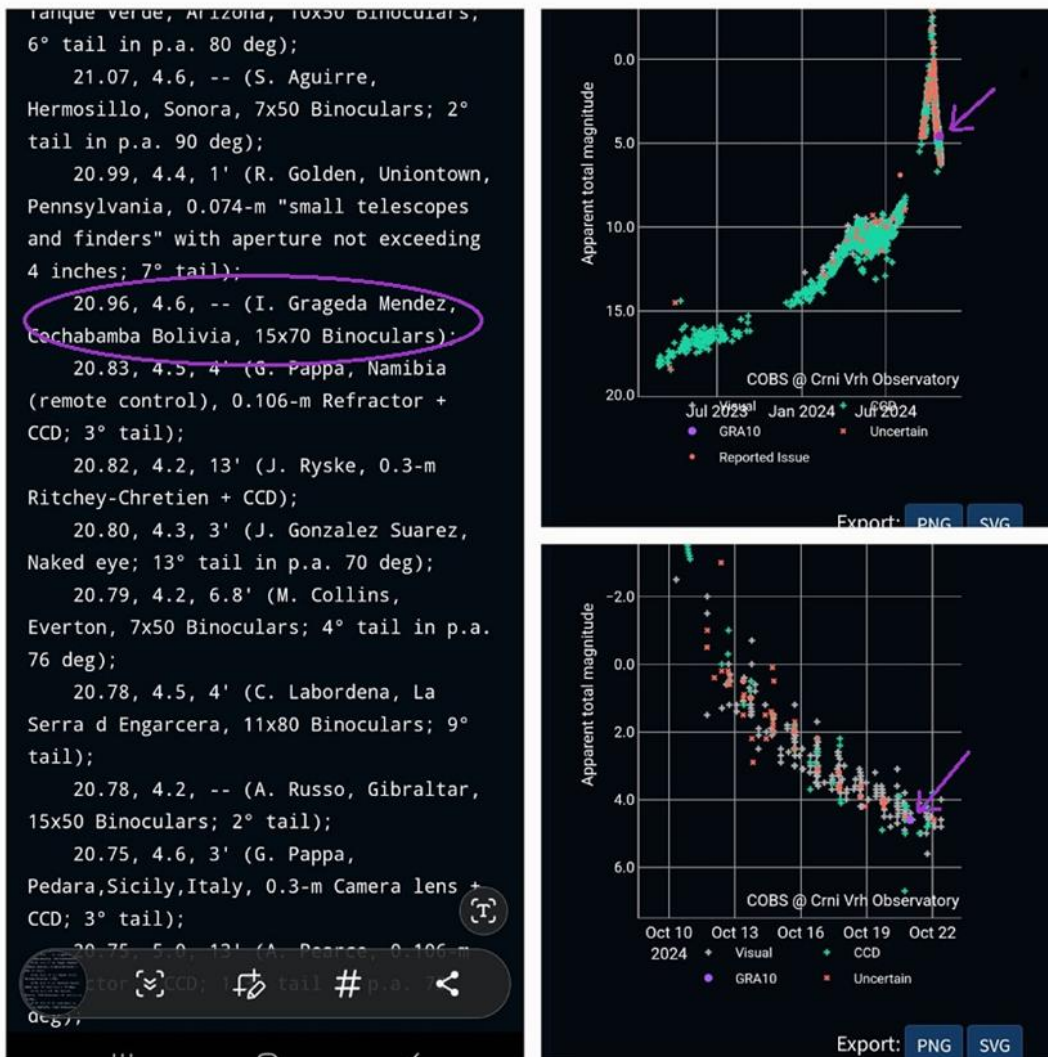 Tanque Verde, Arizona, 10x50 Binoculars;
6° tail in p.a. 80 deg);
21.07, 4.6, -- (S. Aguirre,
Hermosillo, Sonora, 7x50 Binoculars; 2°
tail in p.a. 90 deg);
20.99, 4.4, 1' (R. Golden, Uniontown,
Pennsylvania, 0.074-m "small telescopes
and finders" with aperture not exceeding
4 inches; 7° tail);
20.96, 4.6, -- (I. Grageda Mendez,
Cochabamba Bolivia, 15x70 Binoculars);
20.83, 4.5, 4' (G. Pappa, Namibia
(remote control), 0.106-m Refractor +
CCD; 3° tail);
20.82, 4.2, 13' (J. Ryske, 0.3-m
Ritchey-Chretien + CCD);
20.80, 4.3, 3' (J. Gonzalez Suarez,
Naked eye; 13° tail in p.a. 70 deg);
20.79, 4.2, 6.8' (M. Collins,
Everton, 7x50 Binoculars; 4° tail in p.a.
76 deg);
20.78, 4.5, 4' (C. Labordena, La
Serra d Engarcera, 11x80 Binoculars; 9°
tail);
20.78, 4.2, -- (A. Russo, Gibraltar,
15x50 Binoculars; 2° tail);
20.75, 4.6, 3' (G. Pappa,
Pedara,Sicily,Italy, 0.3-m Camera lens +
CCD; 3° tail);
20.75, 5.0, 13' (A. Pearce, 0.106-m
CCD; tail p.a.
deg);
T
#
Apparent total magnitude
0.0
5.0
10.0
15.0
20.0
COBS @ Crni Vrh Observatory
Jul 2023 Jan 2024 Jul 2024
Visual CCD
GRA10 Uncertain
Reported Issue
Export: PNG SVG
Apparent total magnitude
−2.0
0.0
2.0
4.0
6.0
COBS @ Crni Vrh Observatory
Oct 10 Oct 13 Oct 16 Oct 19 Oct 22
2024
Visual CCD
GRA10 Uncertain
Export: PNG SVG